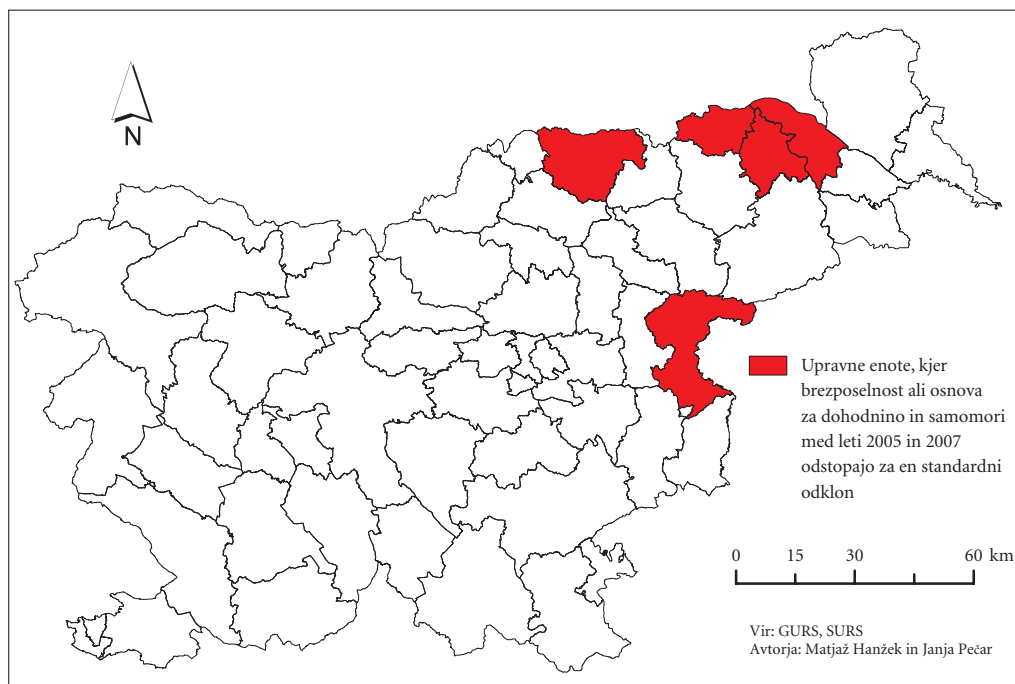 N
Upravne enote, kjer
brezposelnost ali osnova
za dohodnino in samomori
med leti 2005 in 2007
odstopajo za en standardni
odklon
0 15 30 60 km
Vir: GURS, SURS
Avtorja: Matjaž Hanžek in Janja Pečar